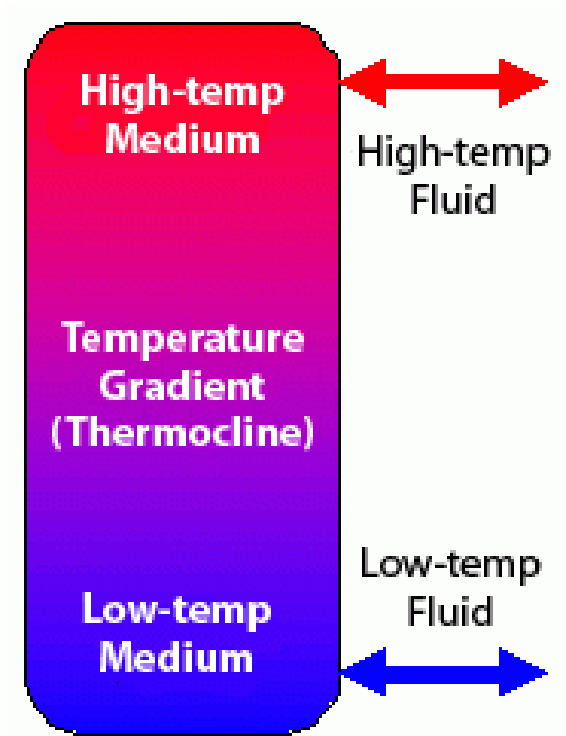 High-temp
Medium
High-temp
Fluid
Temperature
Gradient
(Thermocline)
Low-temp
Fluid
Low-temp
Medium